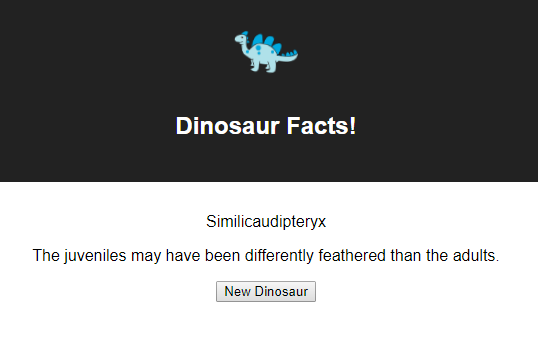 Dinosaur Facts!
Similicaudipteryx
The juveniles may have been differently feathered than the adults.
New Dinosaur